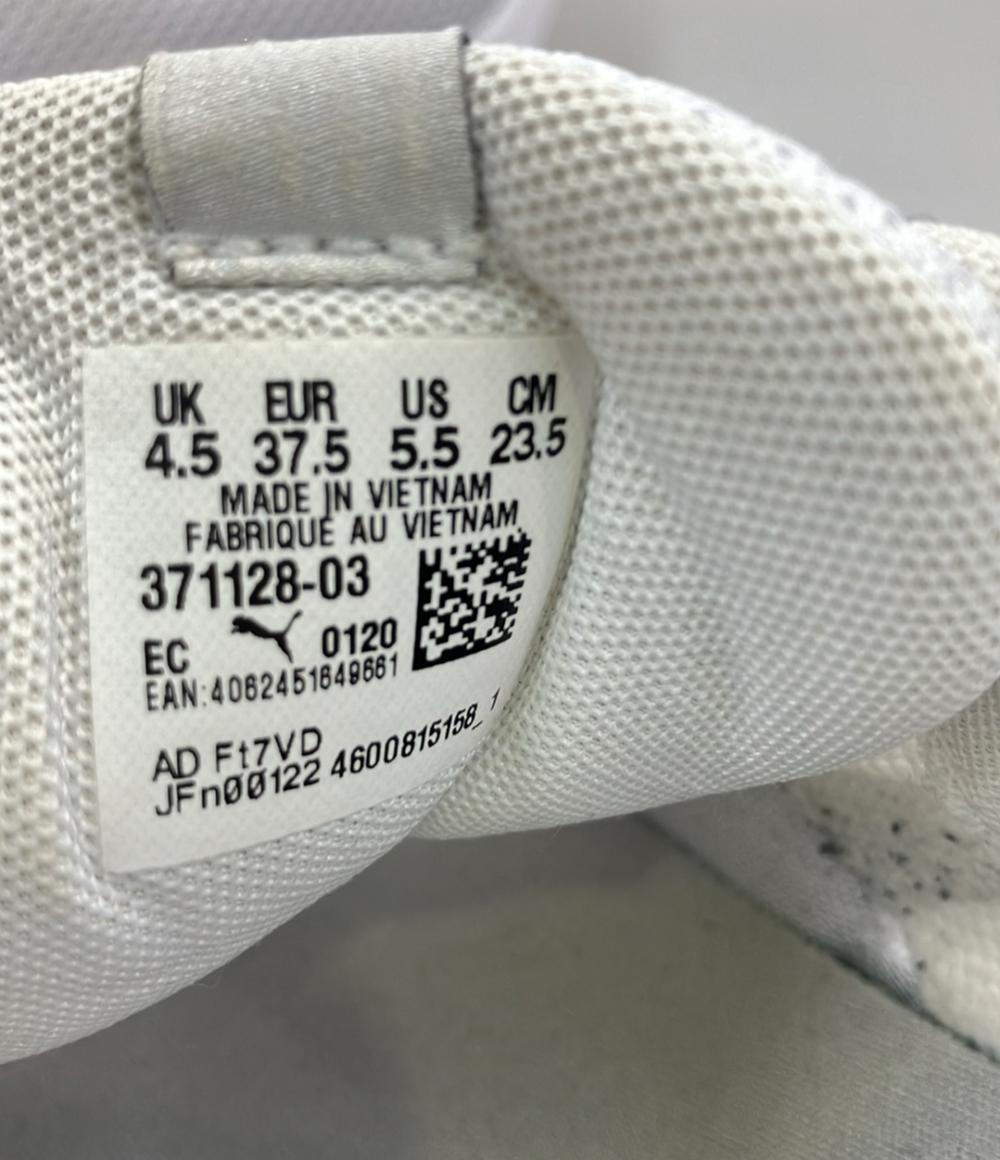 UK EUR US CM
4.5 37.5 5.5 23.5
MADE IN VIETNAM
FABRIQUÉ AU VIETNAM
371128-03
EC 0120
EAN:4062451649661
AD Ft7VD
JFn00122 4600815158_1